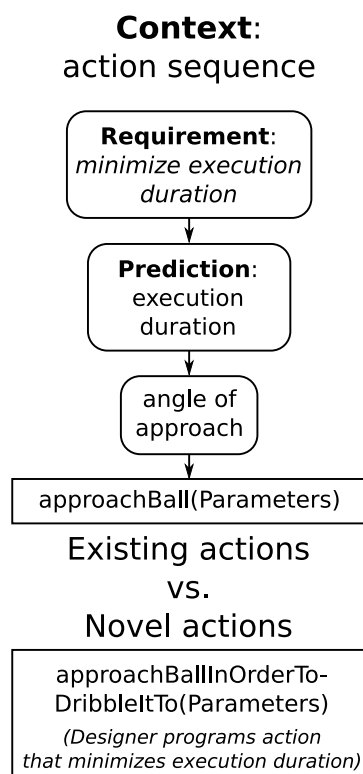 Context:
action sequence
Requirement:
minimize execution
duration
Prediction:
execution
duration
angle of
approach
approachBall(Parameters)
Existing actions
vs.
Novel actions
approachBallInOrderTo-
DribbleItTo(Parameters)
(Designer programs action
that minimizes execution duration)